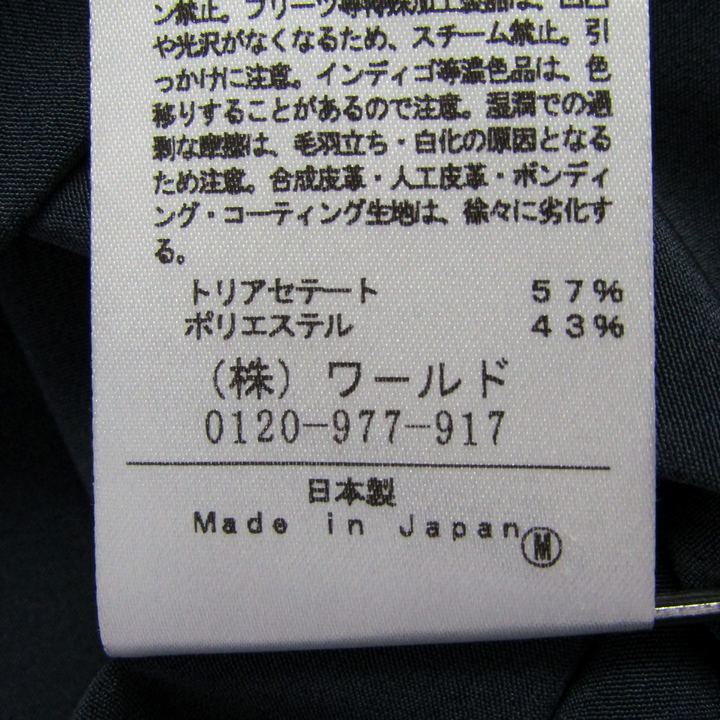 ン禁止。プリーツ等特殊加工製品は、凹凸
や光沢がなくなるため、スチーム禁止。引
っかけに注意。インディゴ等濃色品は、色
移りすることがあるので注意。湿潤での過
剰な摩擦は、毛羽立ち・白化の原因となる
ため注意。合成皮革・人工皮革・ボンディ
ング・コーティング生地は、徐々に劣化す
る。
トリアセテート 57%
ポリエステル 43%
(株) ワールド
0120-977-917
日本製
Made in Japan
M